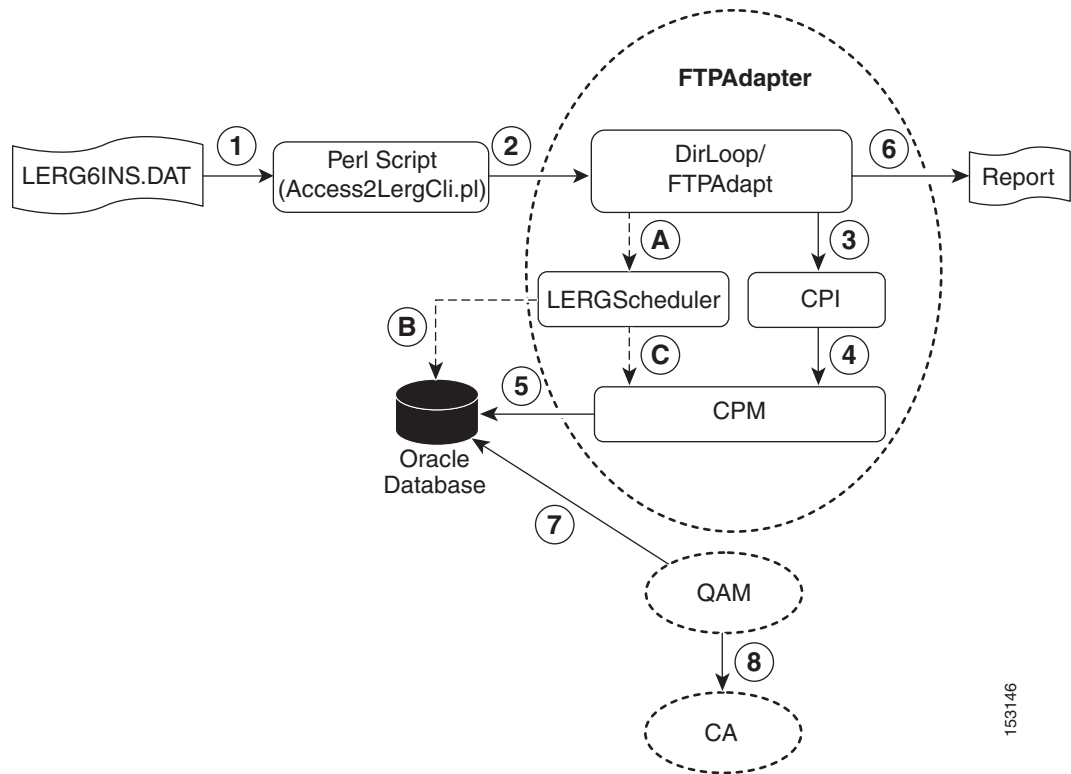 FTPAdapter
LERG6INS.DAT
1
Perl Script
(Access2LergCli.pl)
2
DirLoop/
FTPAdapt
6
Report
A
3
LERGScheduler
CPI
B
C
4
5
CPM
Oracle
Database
7
QAM
8
CA
153146